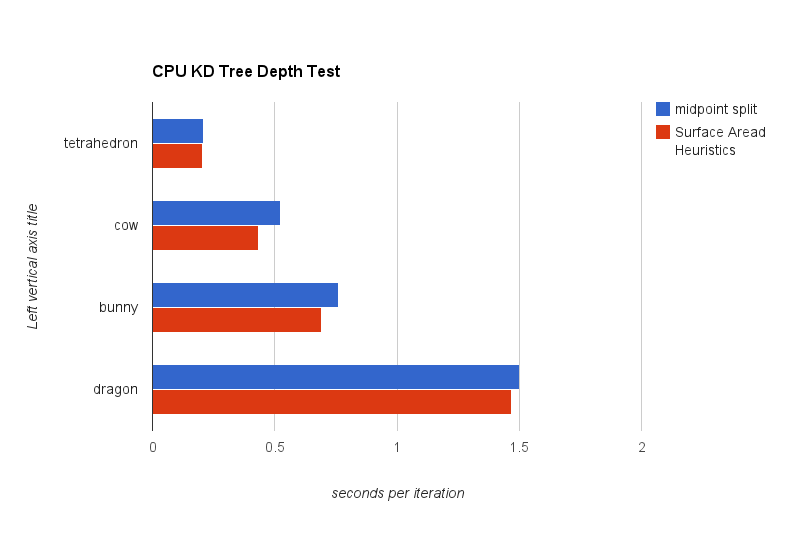 CPU KD Tree Depth Test
midpoint split
Surface Aread
Heuristics
Left vertical axis title
tetrahedron
cow
bunny
dragon
0 0.5 1 1.5 2
seconds per iteration